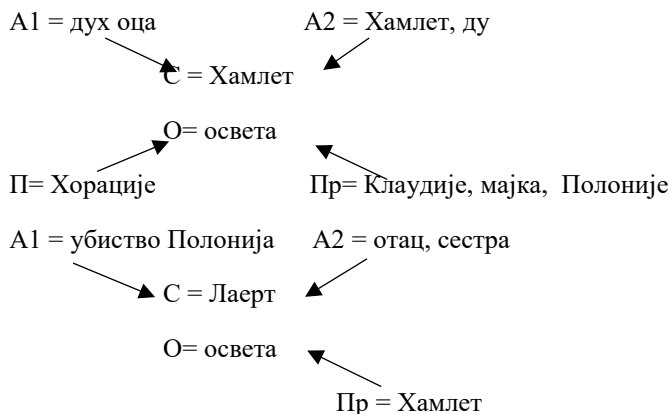 А1 = дух оца А2 = Хамлет, ду
С = Хамлет
О= освета
П= Хорације Пр= Клаудије, мајка, Полоније
А1 = убиство Полонија А2 = отац, сестра
С = Лаерт
О= освета
Пр = Хамлет